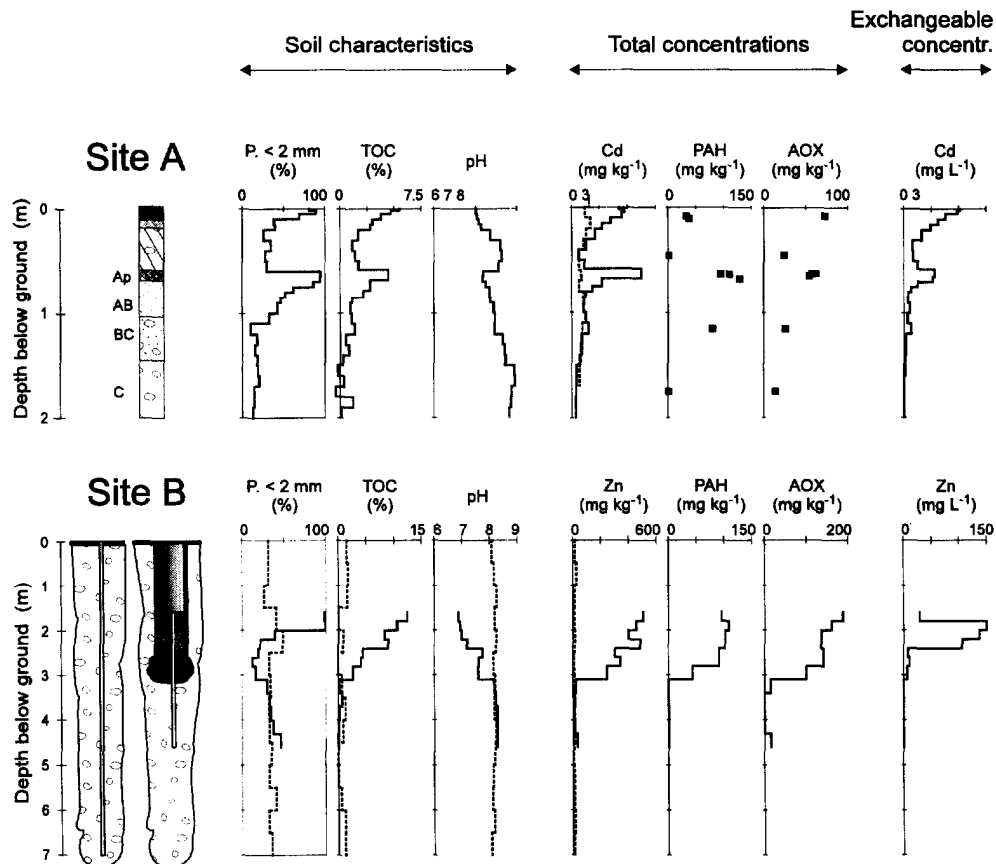 Exchangeable
Soil characteristics Total concentrations concentr.
Site A
P. < 2 mm TOC pH Cd PAH AOX Cd
(%) (%) (mg kg⁻¹) (mg kg⁻¹) (mg kg⁻¹) (mg L⁻¹)
0 100 0 7.5 6 7 8 0 3 0 150 0 100 0 3
Depth below ground (m)
0
Ap
AB
1
BC
C
2
Site B
P. < 2 mm TOC pH Zn PAH AOX Zn
(%) (%) (mg kg⁻¹) (mg kg⁻¹) (mg kg⁻¹) (mg L⁻¹)
0 100 0 15 6 7 8 9 0 600 0 150 0 200 0 150
Depth below ground (m)
0
1
2
3
4
5
6
7